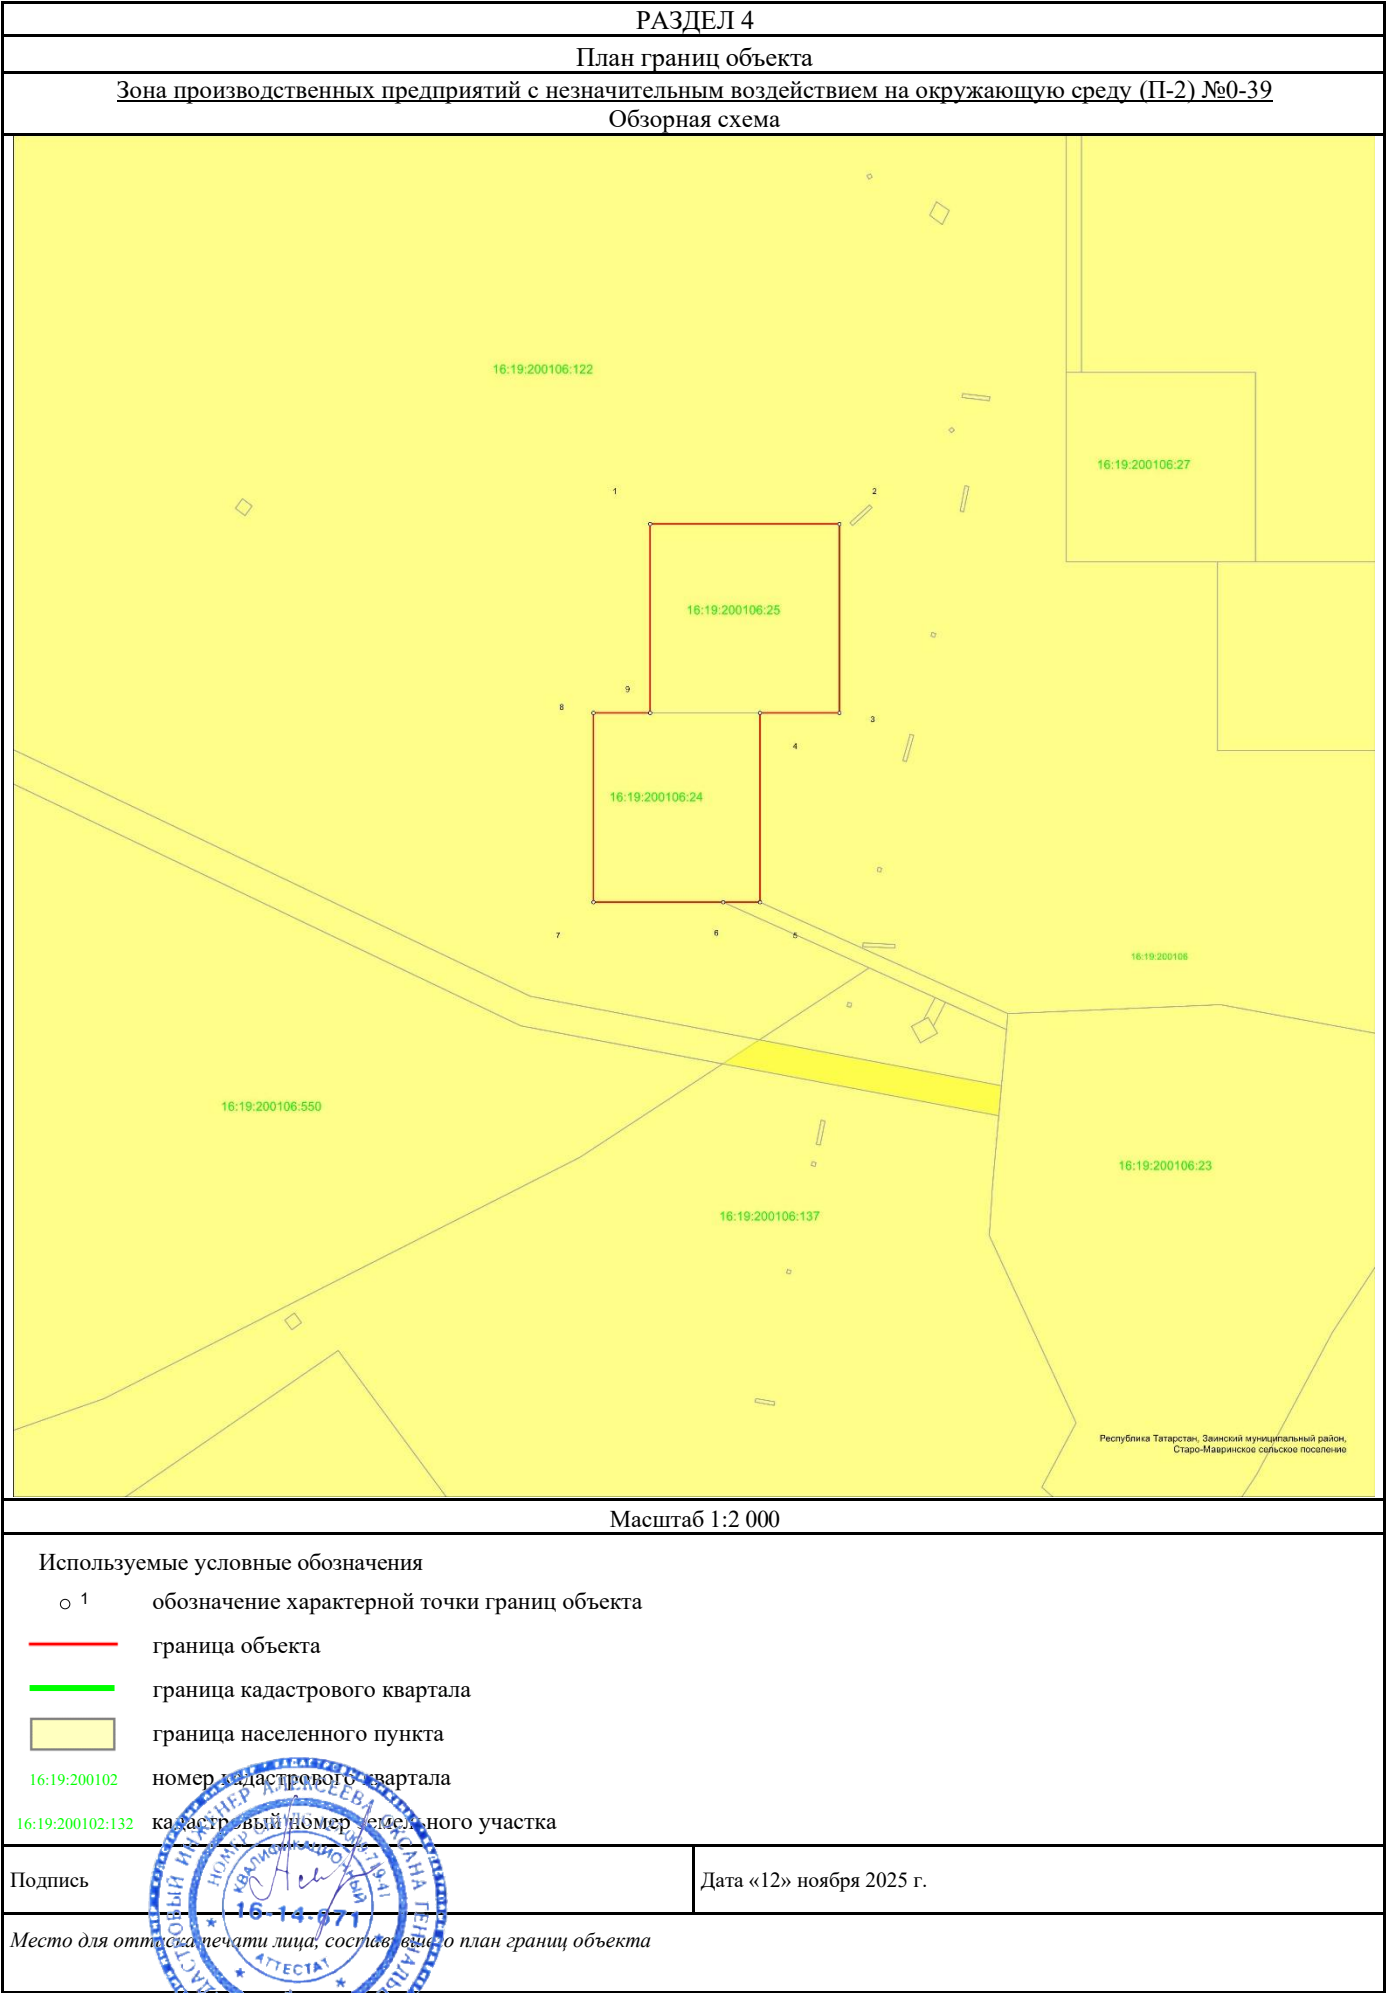 РАЗДЕЛ 4
План границ объекта
Зона производственных предприятий с незначительным воздействием на окружающую среду (П-2) №0-39
Обзорная схема
16:19:200106:122
16:19:200106:27
1
2
16:19:200106:25
9
8
3
4
16:19:200106:24
7
6
5
16:19:200106
16:19:200106:550
16:19:200106:23
16:19:200106:137
Республика Татарстан, Заинский муниципальный район,
Старо-Мавринское сельское поселение
Масштаб 1:2 000
Используемые условные обозначения
1 обозначение характерной точки границ объекта
граница объекта
граница кадастрового квартала
граница населенного пункта
16:19:200102 номер кадастрового квартала
16:19:200102:132 кадастровый номер земельного участка
Подпись
Дата «12» ноября 2025 г.
Место для оттиска печати лица, составившего план границ объекта
ИНЖЕНЕР АЛЕКСЕЕВА ОКСАНА
НОМЕР
КВАЛИФИКАЦИОННЫЙ
16-14-671
АТТЕСТАТ